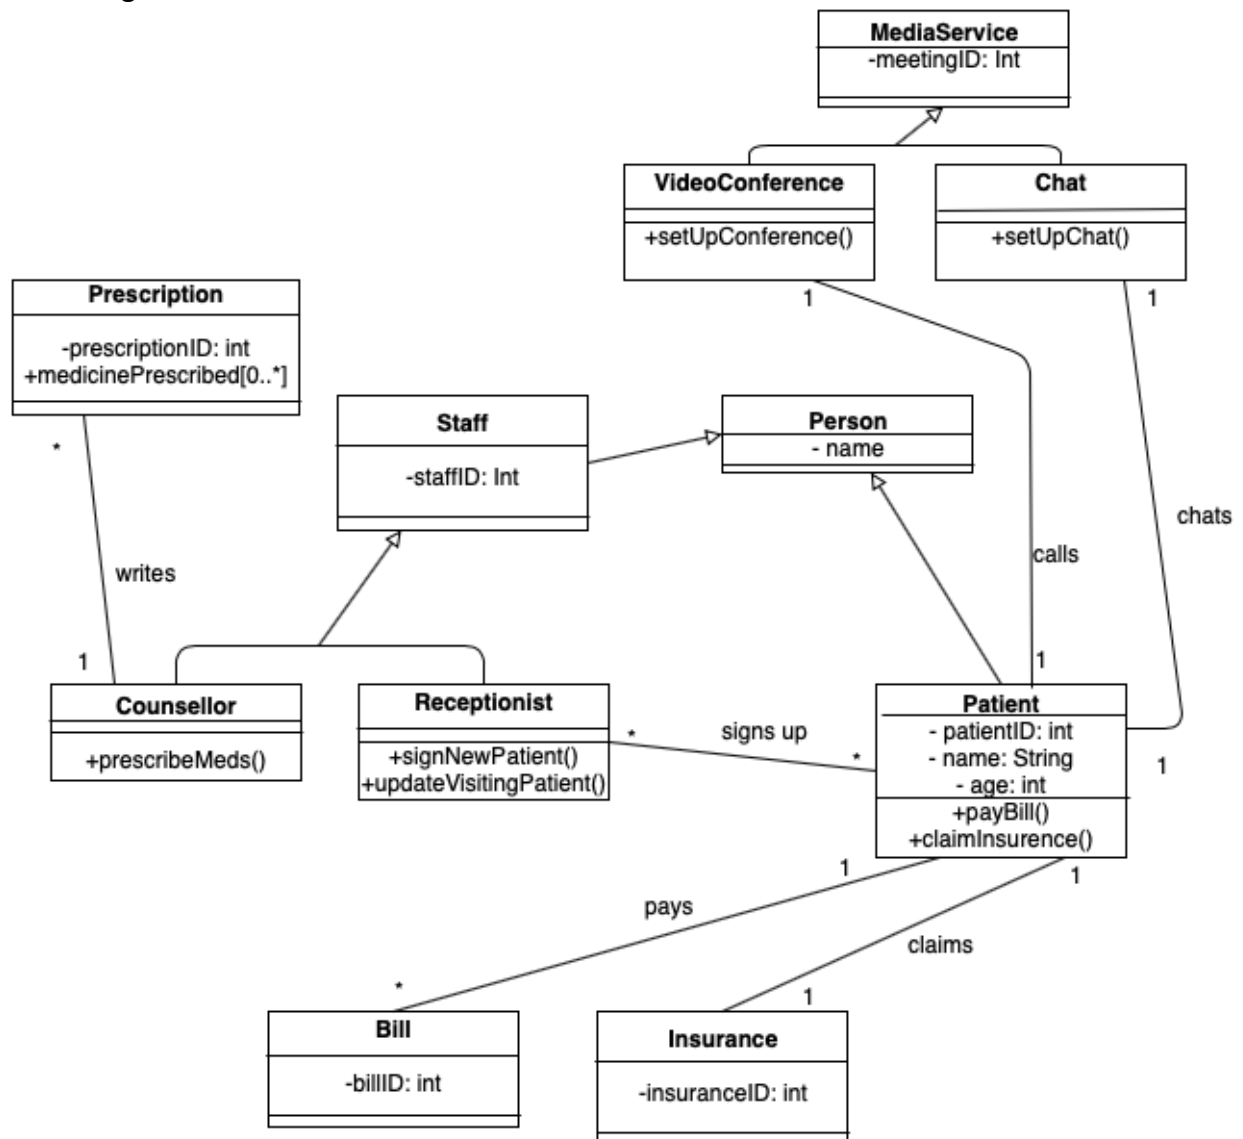 MediaService
-meetingID: Int
VideoConference
+setUpConference()
Chat
+setUpChat()
1
1
Prescription
-prescriptionID: int
+medicinePrescribed[0..*]
*
Staff
-staffID: Int
Person
- name
chats
calls
writes
1
1
Counsellor
+prescribeMeds()
Receptionist
+signNewPatient()
+updateVisitingPatient()
*
signs up
*
Patient
- patientID: int
- name: String
- age: int
+payBill()
+claimInsurence()
1
1
1
pays
claims
*
1
Bill
-billID: int
Insurance
-insuranceID: int